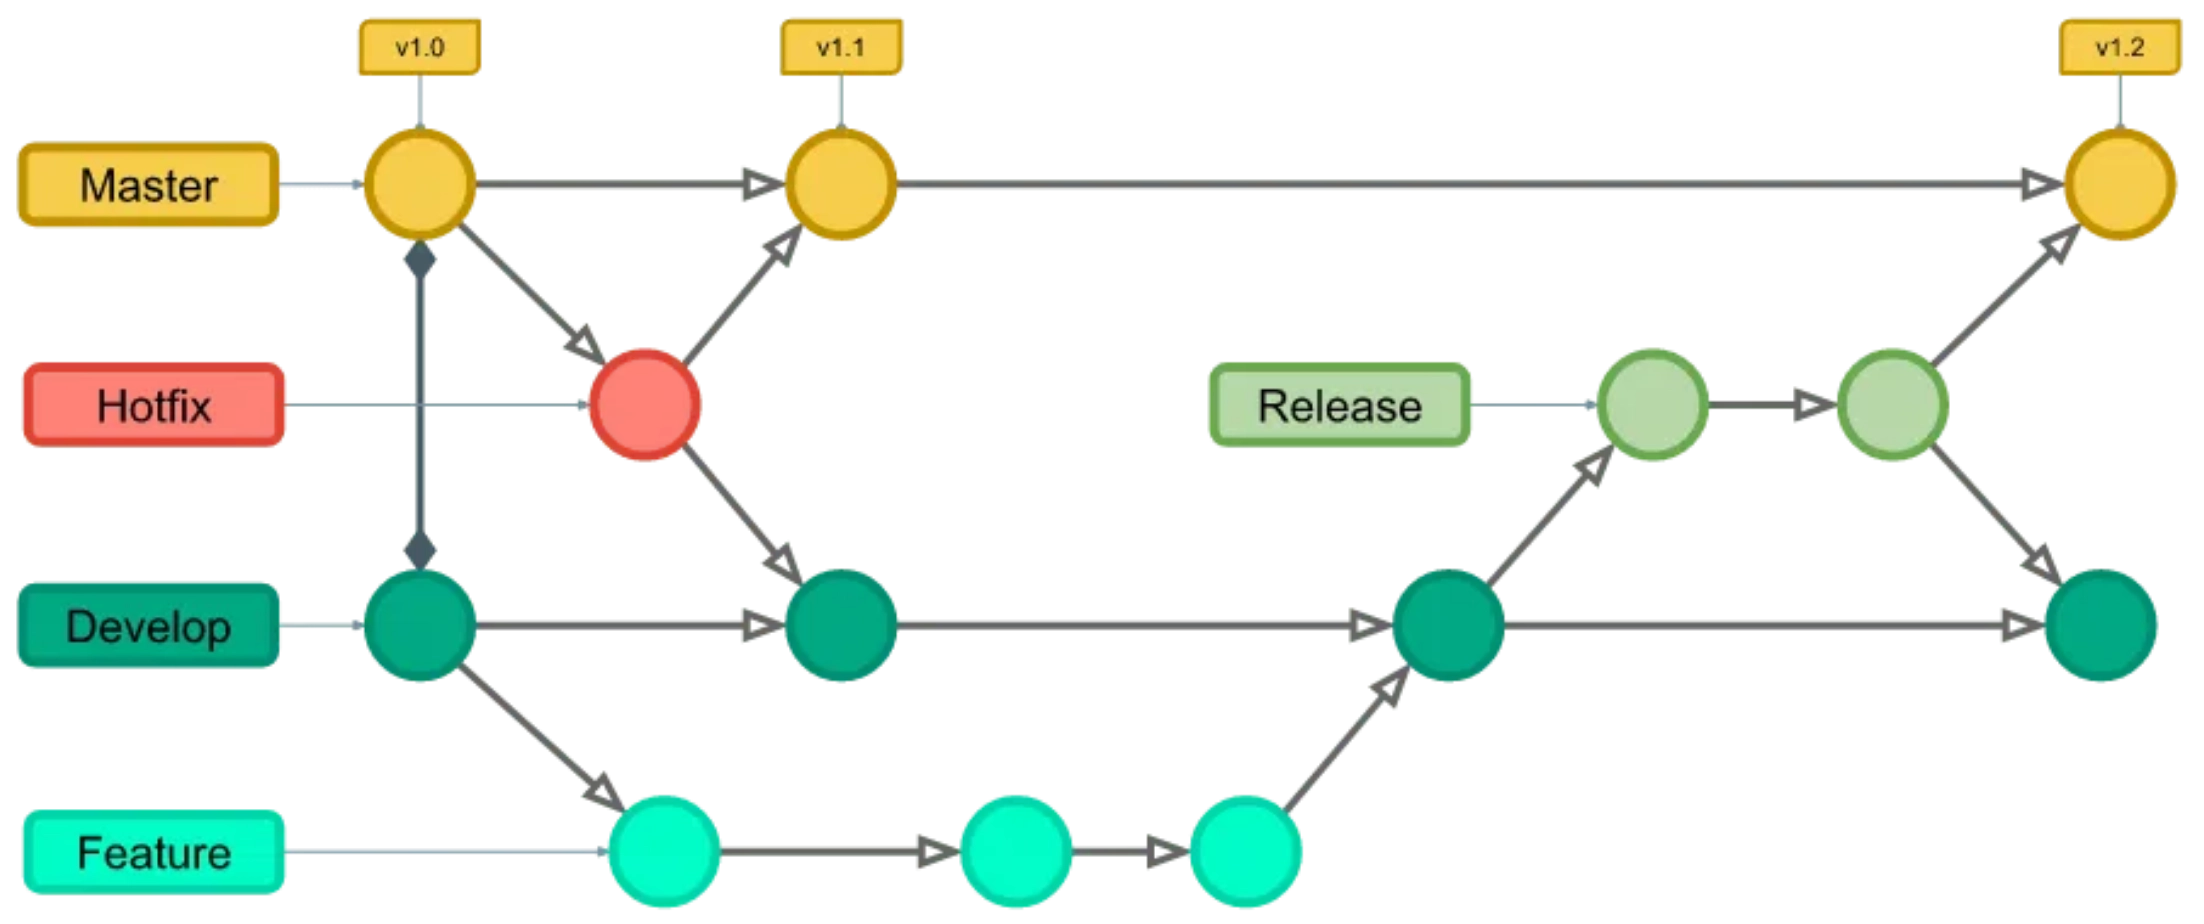 v1.0
v1.1
v1.2
Master
Hotfix
Release
Develop
Feature